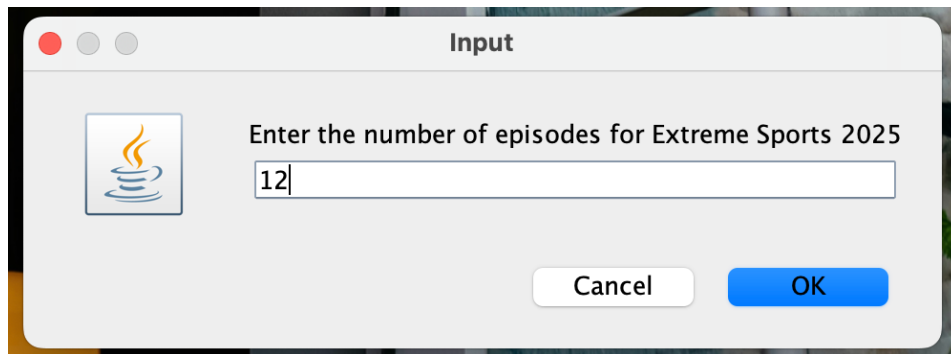 Input
Enter the number of episodes for Extreme Sports 2025
12
Cancel OK